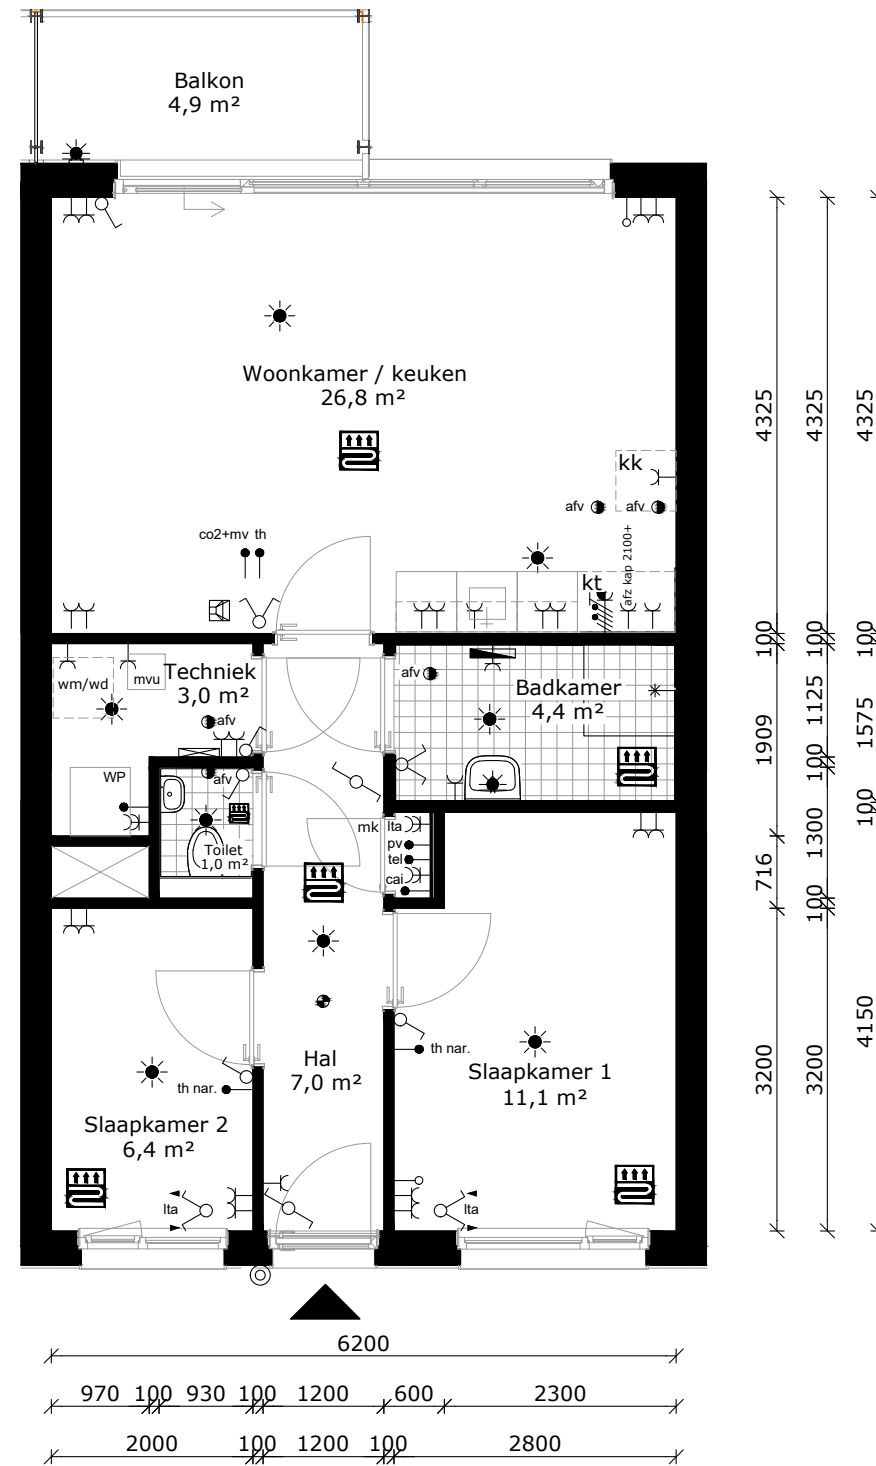 Balkon
4,9 m²
Woonkamer / keuken
26,8 m²
kk
afv
afv
afz kap 2100+
co2+mv th
kt
Techniek
3,0 m²
wm/wd
mvu
afv
WP
afv
Toilet
1,0 m²
afv
Badkamer
4,4 m²
mk
lta
pv
tel
cai
Hal
7,0 m²
th nar.
Slaapkamer 1
11,1 m²
lta
th nar.
Slaapkamer 2
6,4 m²
lta
4325
4325
4325
100
100
100
1909
1125
1575
100
100
716
1300
100
3200
3200
4150
6200
970
100
930
100
1200
600
2300
2000
100
1200
100
2800